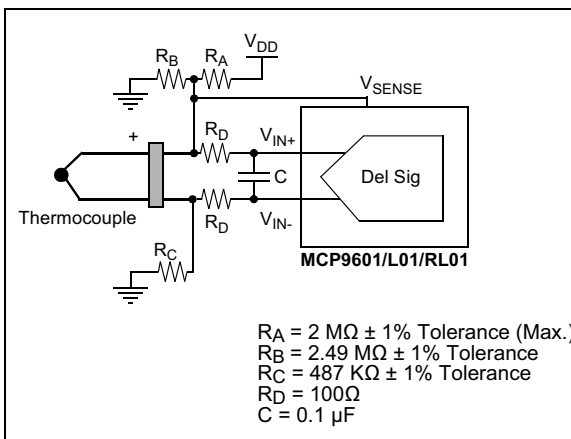 V_DD
R_B R_A
V_SENSE
+ R_D V_IN+
C Del Sig
Thermocouple R_D V_IN-
R_C
MCP9601/L01/RL01
R_A = 2 MΩ ± 1% Tolerance (Max.)
R_B = 2.49 MΩ ± 1% Tolerance
R_C = 487 KΩ ± 1% Tolerance
R_D = 100Ω
C = 0.1 µF